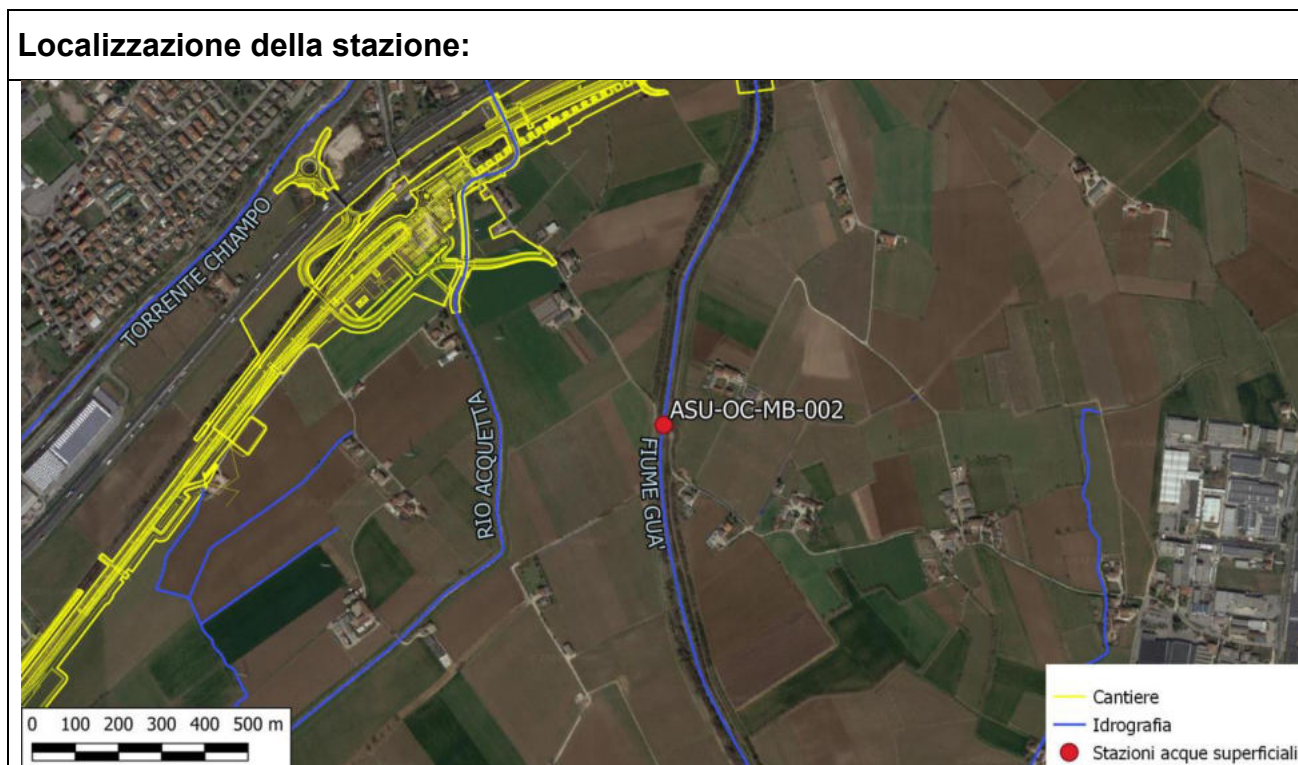 Localizzazione della stazione:
TORRENTE CHIAMPO
RIO ACQUETTA
ASU-OC-MB-002
FIUME GUA'
0 100 200 300 400 500 m
Cantiere
Idrografia
Stazioni acque superficiali